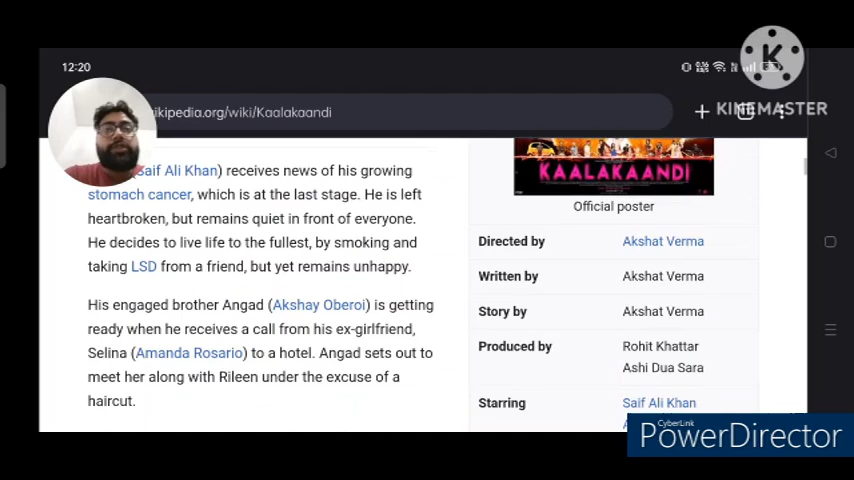 12:20
K
KINEMASTER
ikipedia.org/wiki/Kaalakaandi
KAALAKAANDI
Official poster
Saif Ali Khan) receives news of his growing
stomach cancer, which is at the last stage. He is left
heartbroken, but remains quiet in front of everyone.
He decides to live life to the fullest, by smoking and
taking LSD from a friend, but yet remains unhappy.
His engaged brother Angad (Akshay Oberoi) is getting
ready when he receives a call from his ex-girlfriend,
Selina (Amanda Rosario) to a hotel. Angad sets out to
meet her along with Rileen under the excuse of a
haircut.
Directed by Akshat Verma
Written by Akshat Verma
Story by Akshat Verma
Produced by Rohit Khattar
Ashi Dua Sara
Starring Saif Ali Khan
CyberLink
PowerDirector